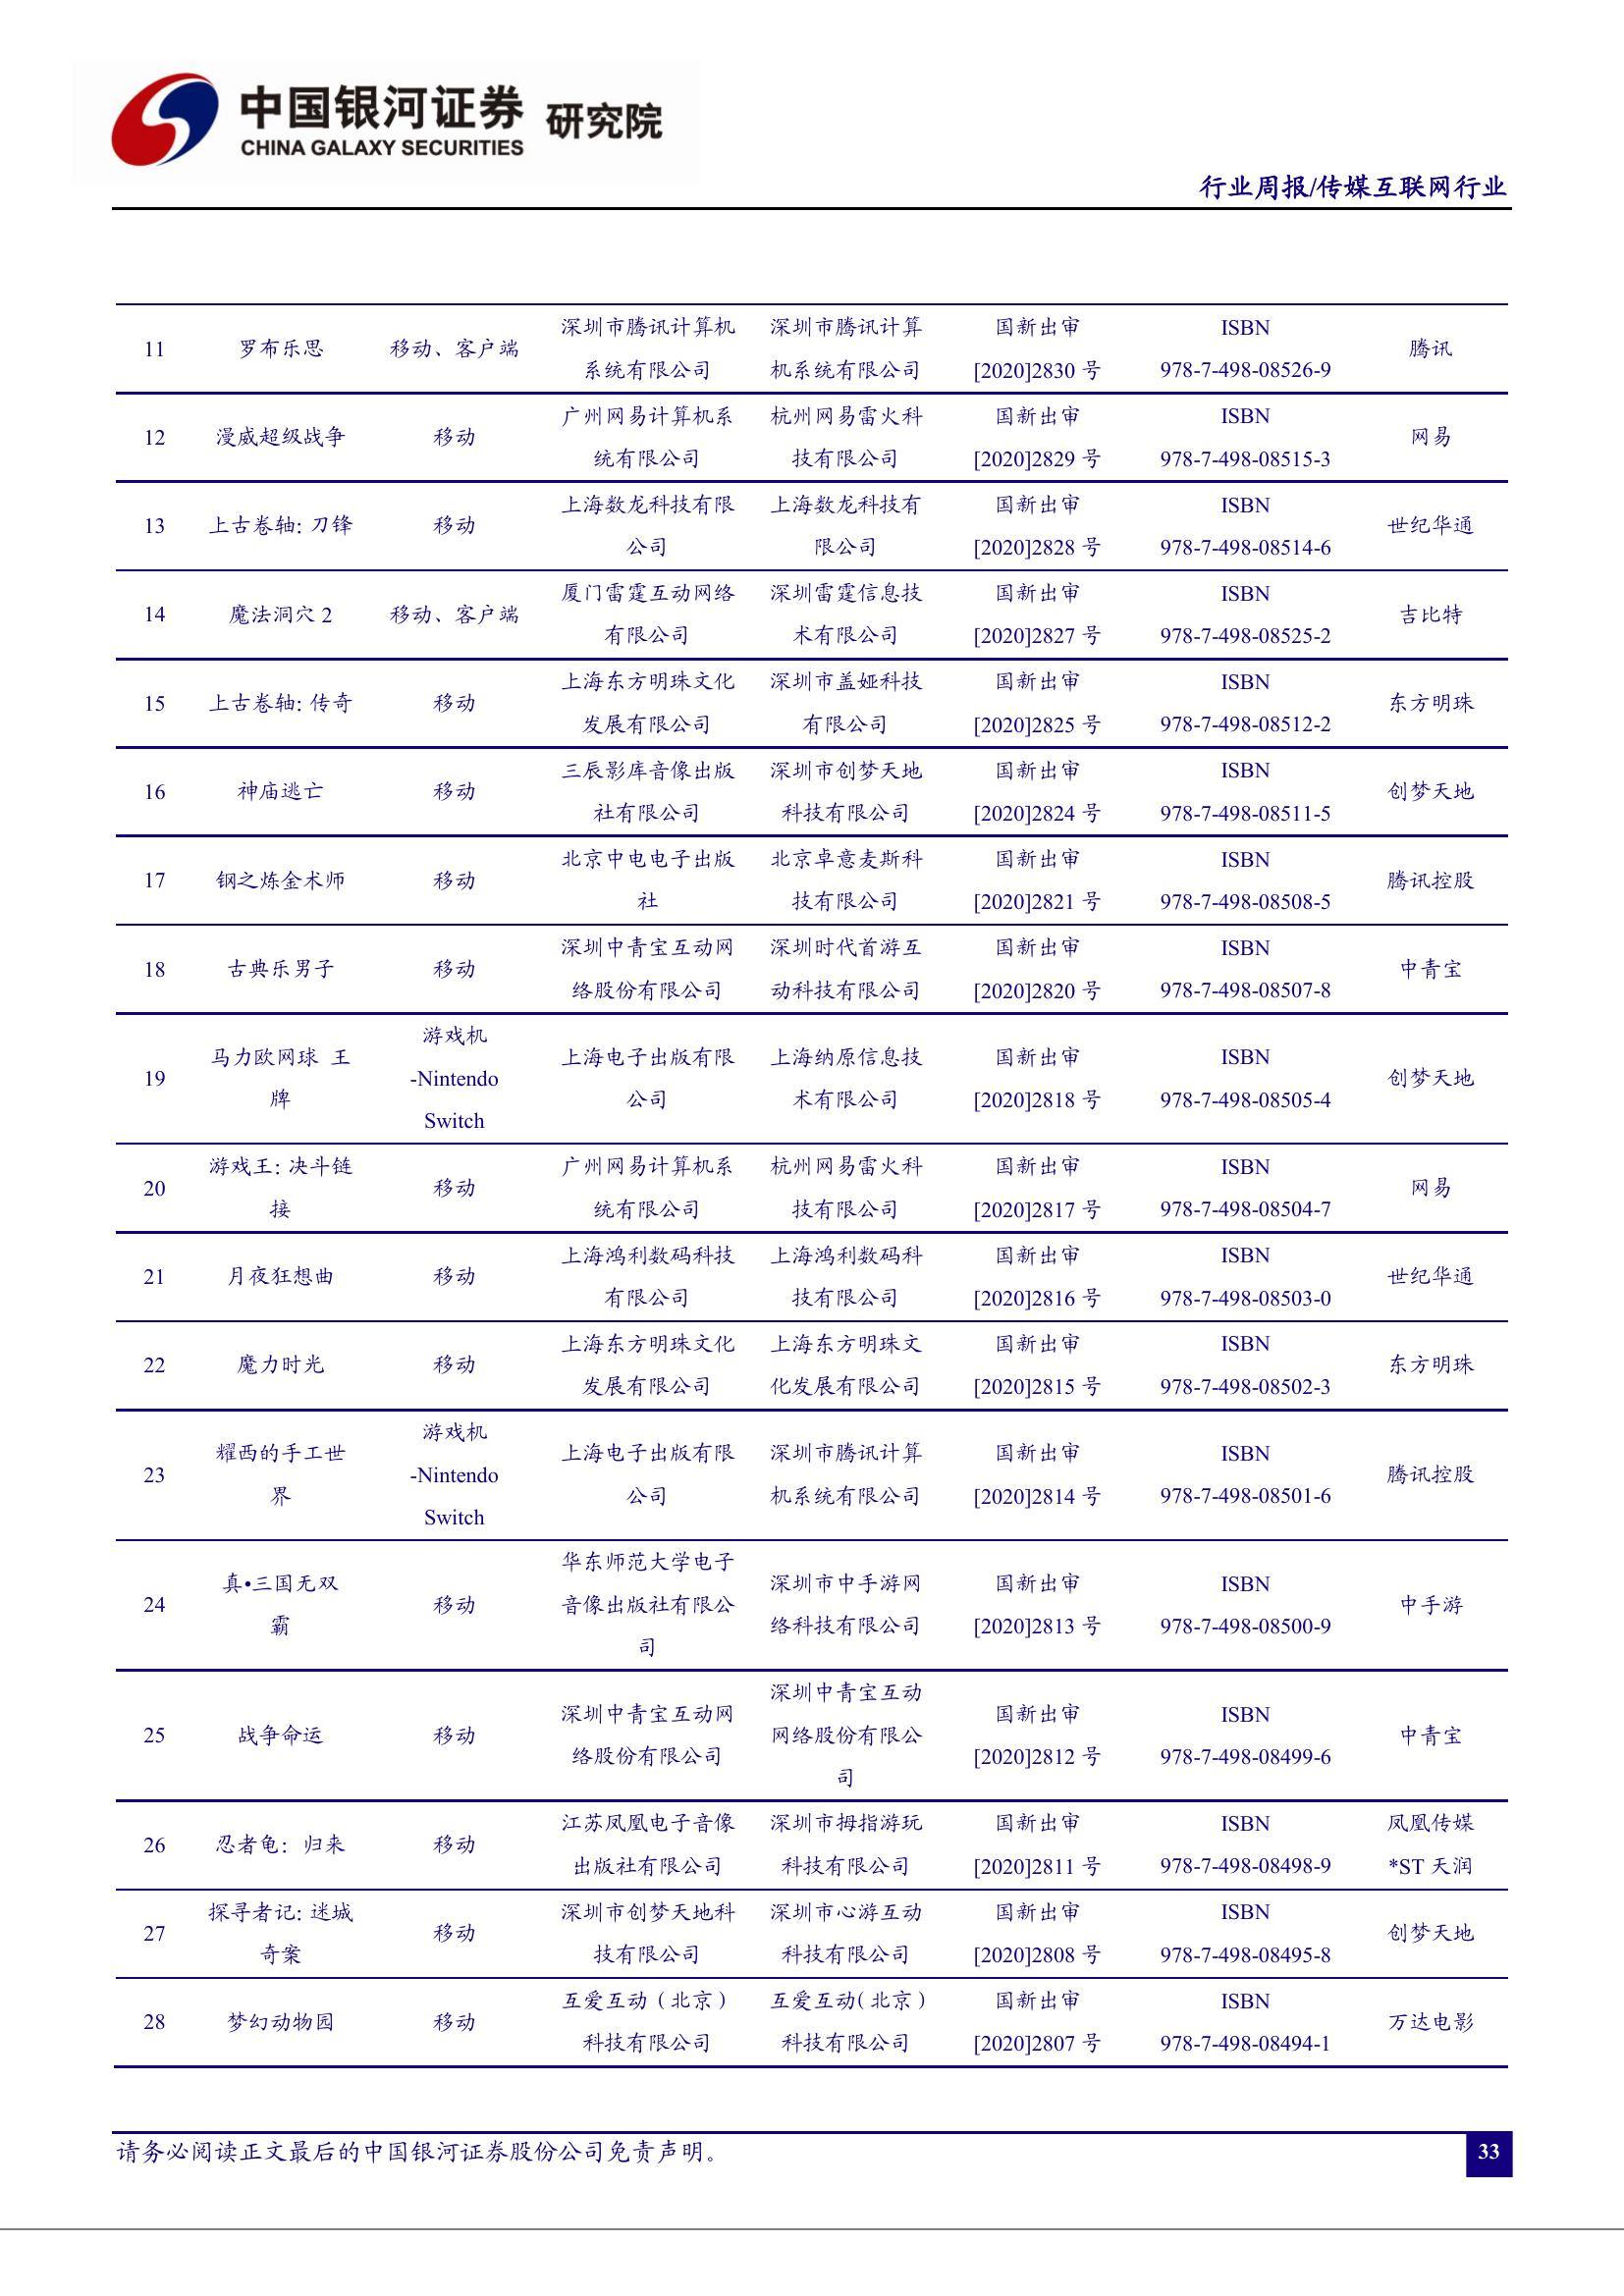 中国银河证券 研究院
CHINA GALAXY SECURITIES
行业周报/传媒互联网行业
11 罗布乐思 移动、客户端 深圳市腾讯计算机 深圳市腾讯计算 国新出审 ISBN 腾讯
系统有限公司 机系统有限公司 [2020]2830 号 978-7-498-08526-9
12 漫威超级战争 移动 广州网易计算机系 杭州网易雷火科 国新出审 ISBN 网易
统有限公司 技有限公司 [2020]2829 号 978-7-498-08515-3
13 上古卷轴: 刀锋 移动 上海数龙科技有限 上海数龙科技有 国新出审 ISBN 世纪华通
公司 限公司 [2020]2828 号 978-7-498-08514-6
14 魔法洞穴 2 移动、客户端 厦门雷霆互动网络 深圳雷霆信息技 国新出审 ISBN 吉比特
有限公司 术有限公司 [2020]2827 号 978-7-498-08525-2
15 上古卷轴: 传奇 移动 上海东方明珠文化 深圳市盖娅科技 国新出审 ISBN 东方明珠
发展有限公司 有限公司 [2020]2825 号 978-7-498-08512-2
16 神庙逃亡 移动 三辰影库音像出版 深圳市创梦天地 国新出审 ISBN 创梦天地
社有限公司 科技有限公司 [2020]2824 号 978-7-498-08511-5
17 钢之炼金术师 移动 北京中电电子出版 北京卓意麦斯科 国新出审 ISBN 腾讯控股
社 技有限公司 [2020]2821 号 978-7-498-08508-5
18 古典乐男子 移动 深圳中青宝互动网 深圳时代首游互 国新出审 ISBN 中青宝
络股份有限公司 动科技有限公司 [2020]2820 号 978-7-498-08507-8
19 马力欧网球 王 游戏机 上海电子出版有限 上海纳原信息技 国新出审 ISBN 创梦天地
牌 -Nintendo 公司 术有限公司 [2020]2818 号 978-7-498-08505-4
Switch
20 游戏王: 决斗链 移动 广州网易计算机系 杭州网易雷火科 国新出审 ISBN 网易
接 统有限公司 技有限公司 [2020]2817 号 978-7-498-08504-7
21 月夜狂想曲 移动 上海鸿利数码科技 上海鸿利数码科 国新出审 ISBN 世纪华通
有限公司 技有限公司 [2020]2816 号 978-7-498-08503-0
22 魔力时光 移动 上海东方明珠文化 上海东方明珠文 国新出审 ISBN 东方明珠
发展有限公司 化发展有限公司 [2020]2815 号 978-7-498-08502-3
23 耀西的手工世 游戏机 上海电子出版有限 深圳市腾讯计算 国新出审 ISBN 腾讯控股
界 -Nintendo 公司 机系统有限公司 [2020]2814 号 978-7-498-08501-6
Switch
24 真•三国无双 移动 华东师范大学电子 深圳市中手游网 国新出审 ISBN 中手游
霸 音像出版社有限公 络科技有限公司 [2020]2813 号 978-7-498-08500-9
司
25 战争命运 移动 深圳中青宝互动网 深圳中青宝互动 国新出审 ISBN 中青宝
络股份有限公司 网络股份有限公 [2020]2812 号 978-7-498-08499-6
司
26 忍者龟：归来 移动 江苏凤凰电子音像 深圳市拇指游玩 国新出审 ISBN 凤凰传媒
出版社有限公司 科技有限公司 [2020]2811 号 978-7-498-08498-9 *ST 天润
27 探寻者记: 迷城 移动 深圳市创梦天地科 深圳市心游互动 国新出审 ISBN 创梦天地
奇案 技有限公司 科技有限公司 [2020]2808 号 978-7-498-08495-8
28 梦幻动物园 移动 互爱互动（北京） 互爱互动（北京） 国新出审 ISBN 万达电影
科技有限公司 科技有限公司 [2020]2807 号 978-7-498-08494-1
请务必阅读正文最后的中国银河证券股份公司免责声明。
33